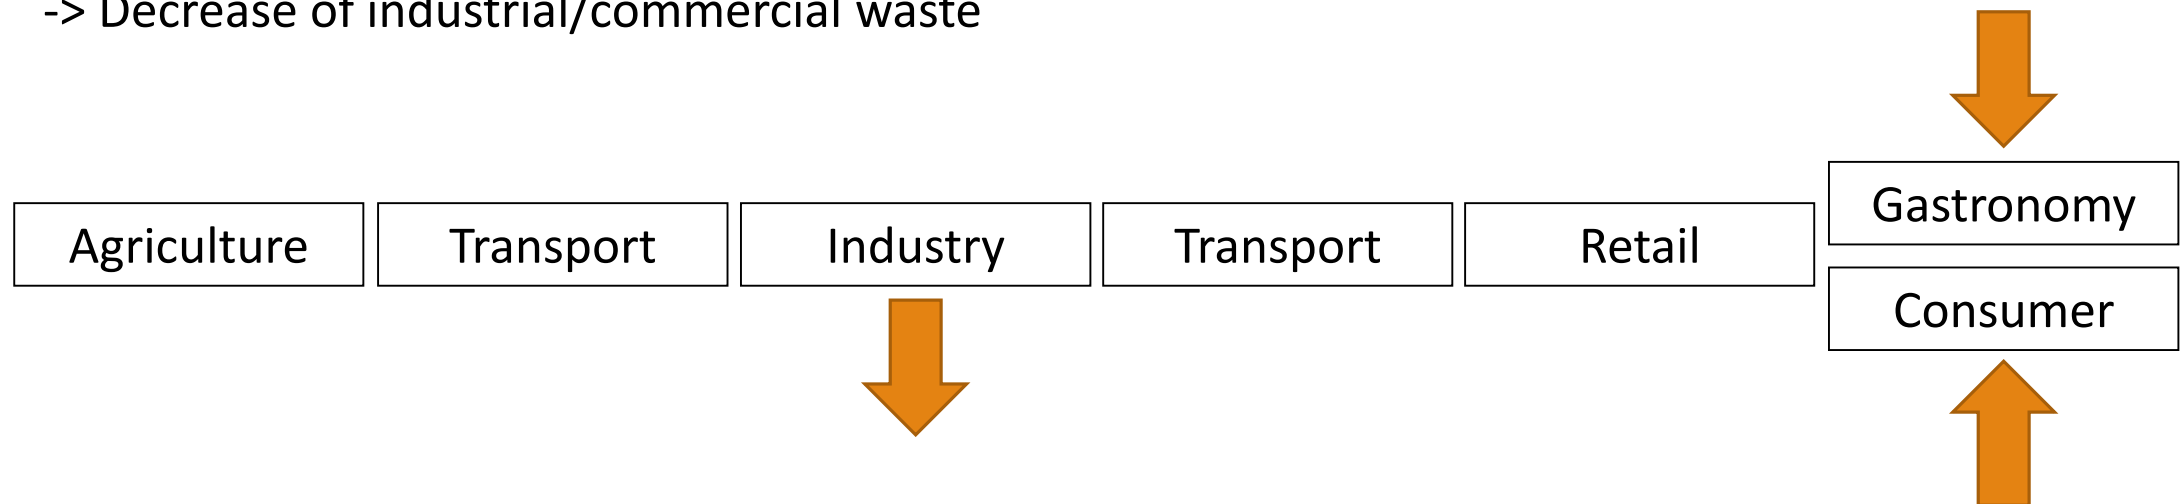 -> Decrease of industrial/commercial waste
Gastronomy
Agriculture Transport Industry Transport Retail
Consumer